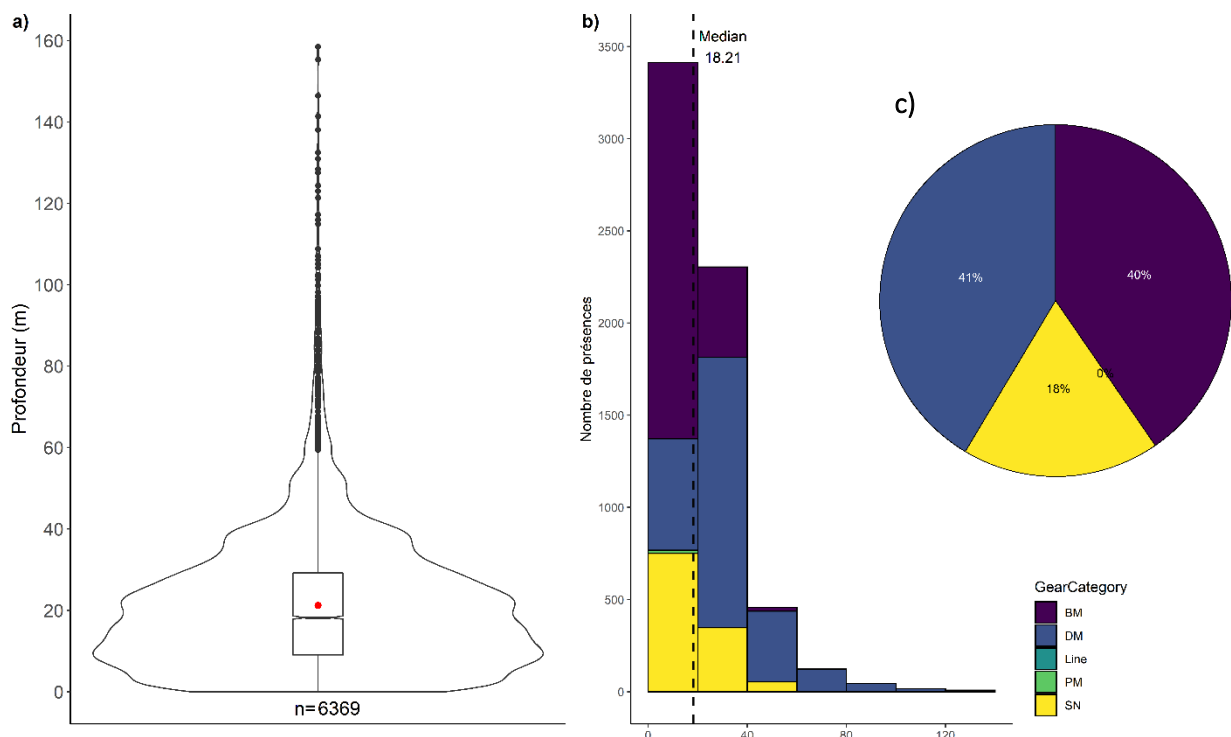 a)
160
140
120
100
80
60
40
20
0
Profondeur (m)
n=6369
b)
Median
18.21
3500
3000
2500
2000
1500
1000
500
0
Nombre de présences
0
40
80
120
c)
41%
40%
0%
18%
GearCategory
BM
DM
Line
PM
SN